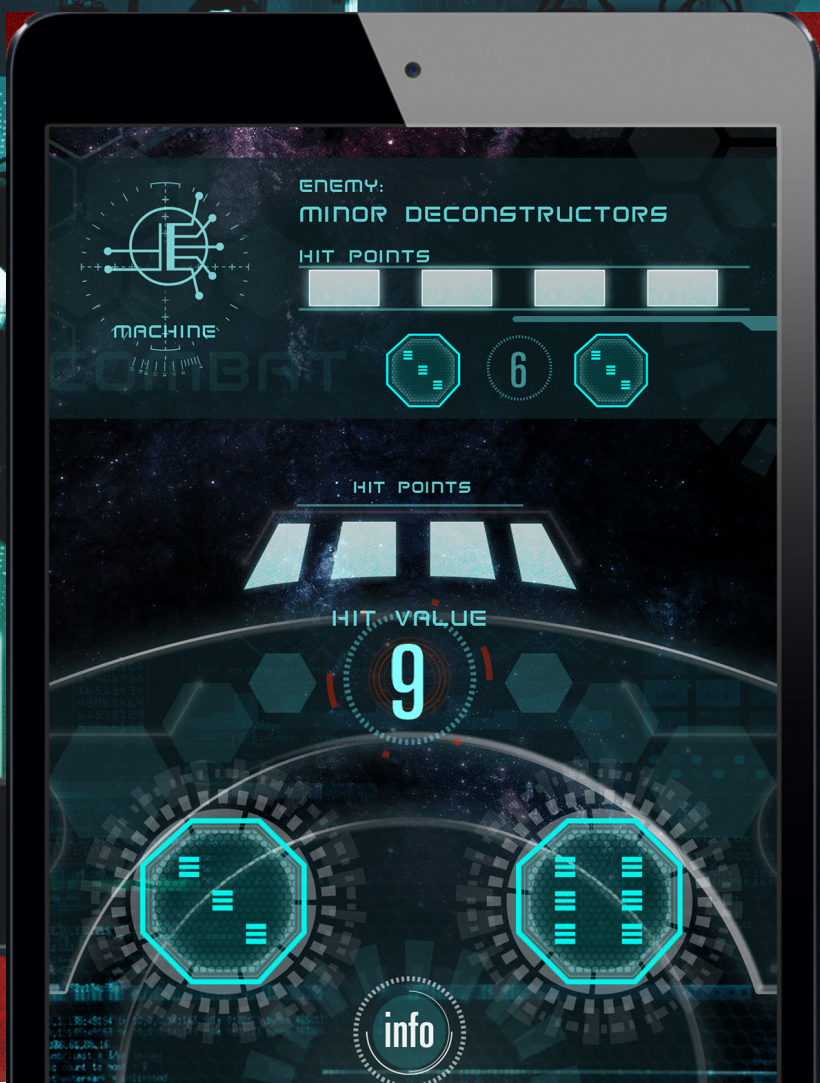 ENEMY:
MINOR DECONSTRUCTORS
HIT POINTS
MACHINE
COMBAT
6
HIT POINTS
HIT VALUE
9
info